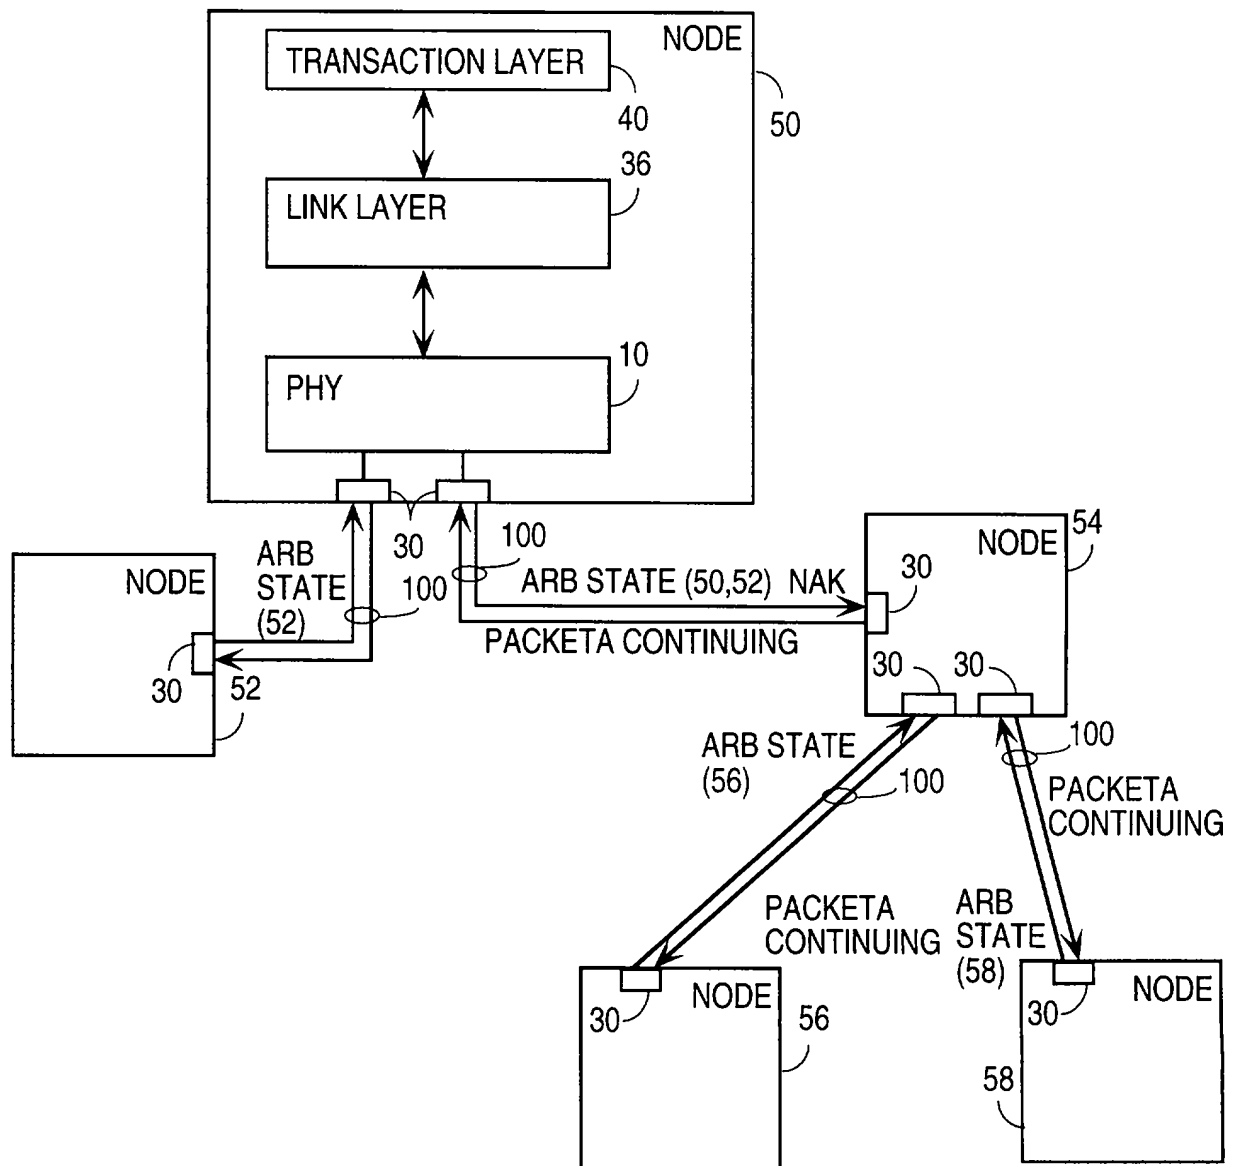 NODE
TRANSACTION LAYER
40
50
36
LINK LAYER
10
PHY
30
100
ARB
STATE
(52)
100
ARB STATE (50,52) NAK
PACKETA CONTINUING
NODE
54
30
30
30
NODE
30
52
ARB STATE
(56)
100
100
PACKETA
CONTINUING
PACKETA
CONTINUING
ARB
STATE
(58)
30
NODE
56
30
NODE
58